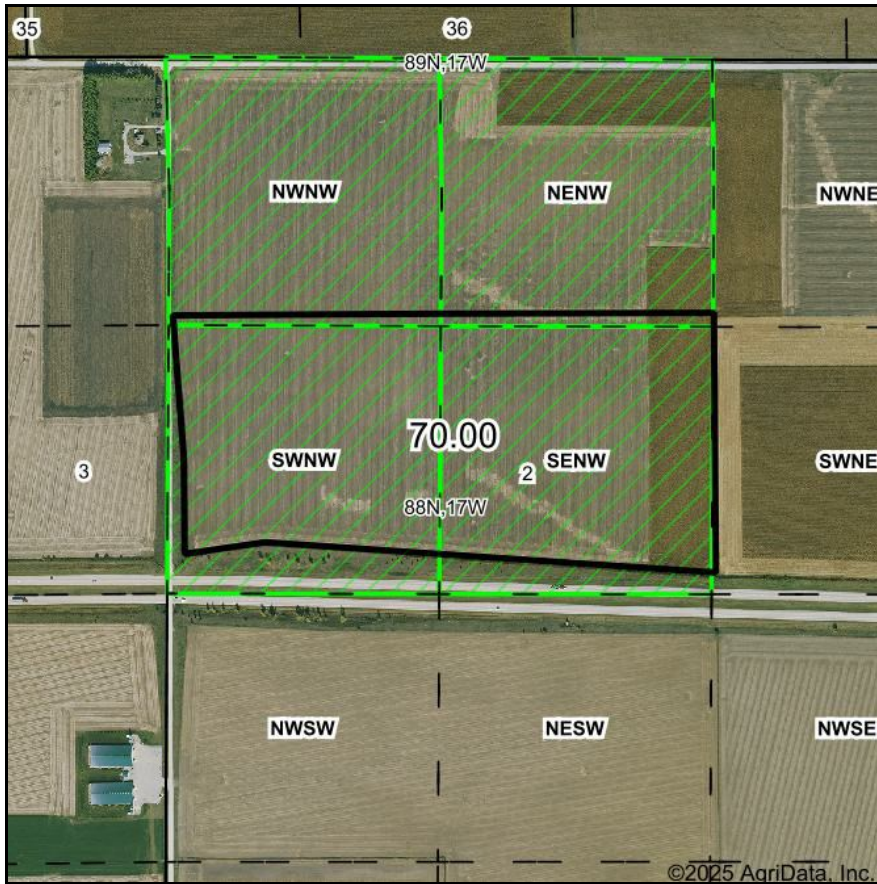 35
36
89N,17W
NWNW
NENW
NWNE
70.00
SWNW
SENW
SWNE
3
2
88N,17W
NWSW
NESW
NWSE
©2025 AgriData, Inc.